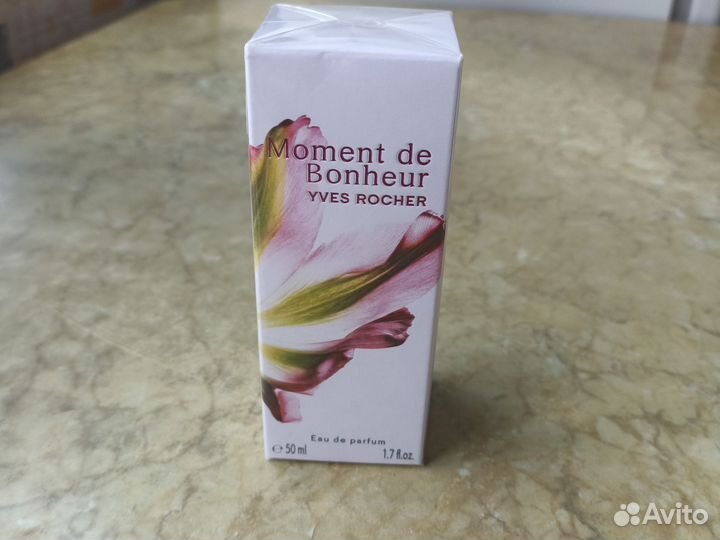 Moment de
Bonheur
YVES ROCHER
Eau de parfum
℮ 50 ml 1.7 fl.oz.
Avito